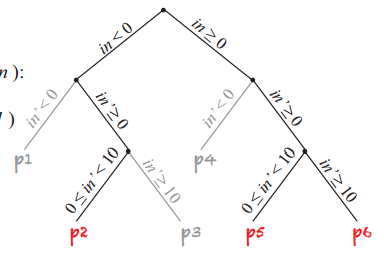 in < 0
in ≥ 0
n ):
in' < 0
in' ≥ 0
in' < 0
in' ≥ 0
)
p1
0 ≤ in' < 10
in' ≥ 10
p4
0 ≤ in' < 10
in' ≥ 10
p2
p3
p5
p6